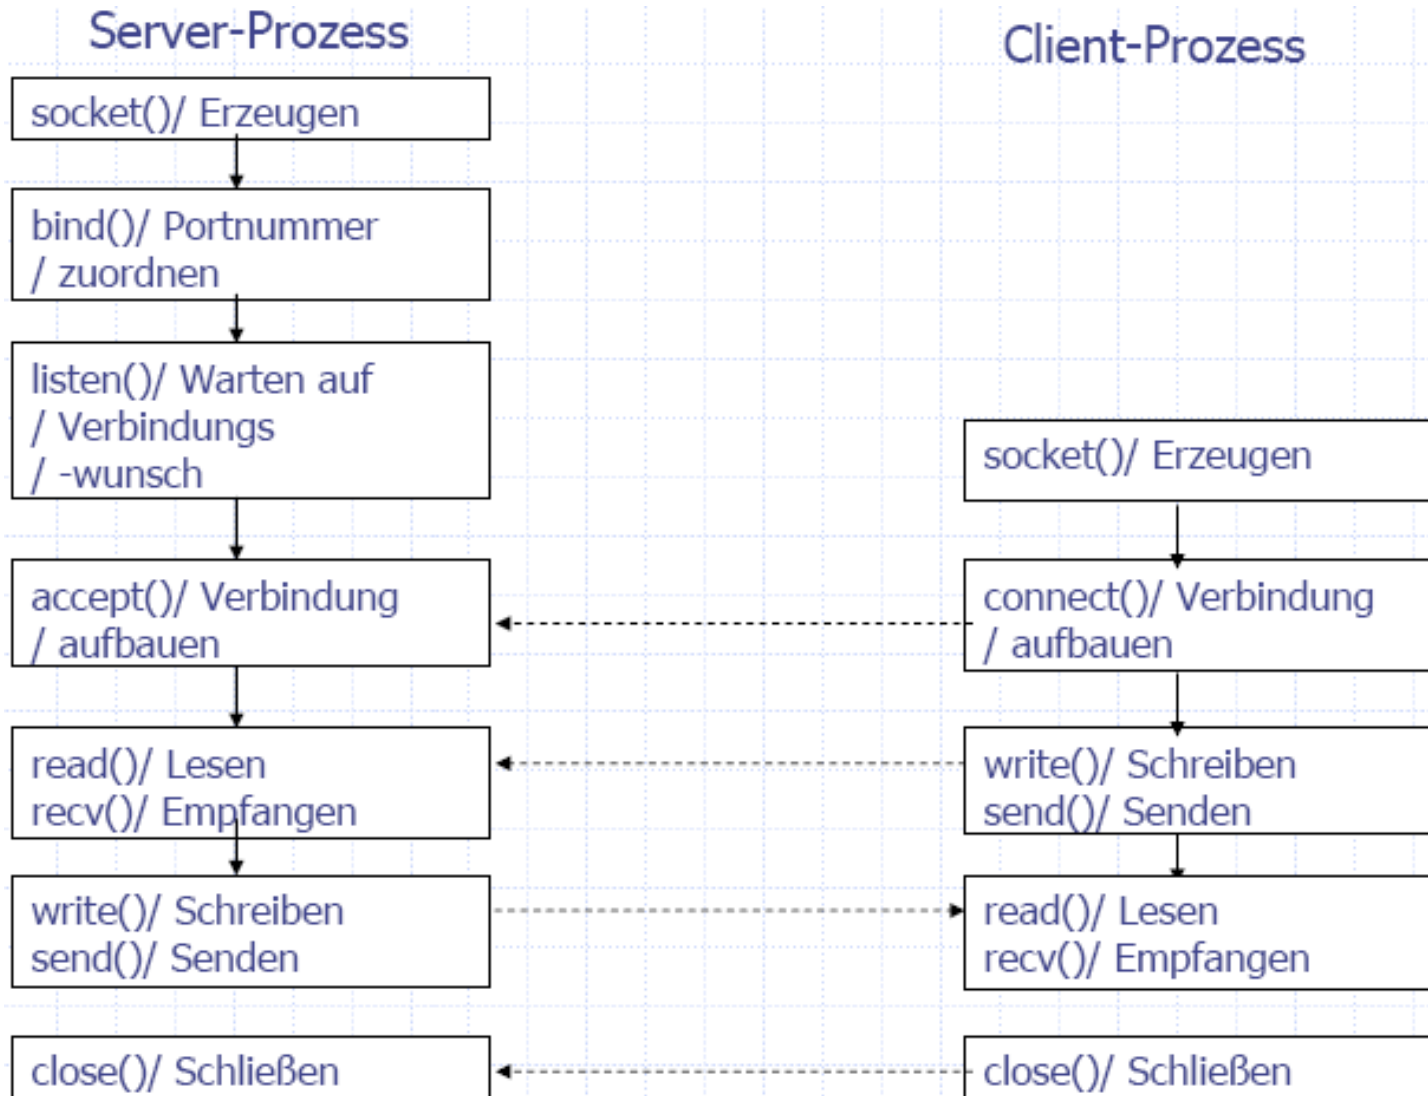 Server-Prozess
socket()/ Erzeugen
bind()/ Portnummer
/ zuordnen
listen()/ Warten auf
/ Verbindungs
/ -wunsch
accept()/ Verbindung
/ aufbauen
read()/ Lesen
recv()/ Empfangen
write()/ Schreiben
send()/ Senden
close()/ Schließen
Client-Prozess
socket()/ Erzeugen
connect()/ Verbindung
/ aufbauen
write()/ Schreiben
send()/ Senden
read()/ Lesen
recv()/ Empfangen
close()/ Schließen